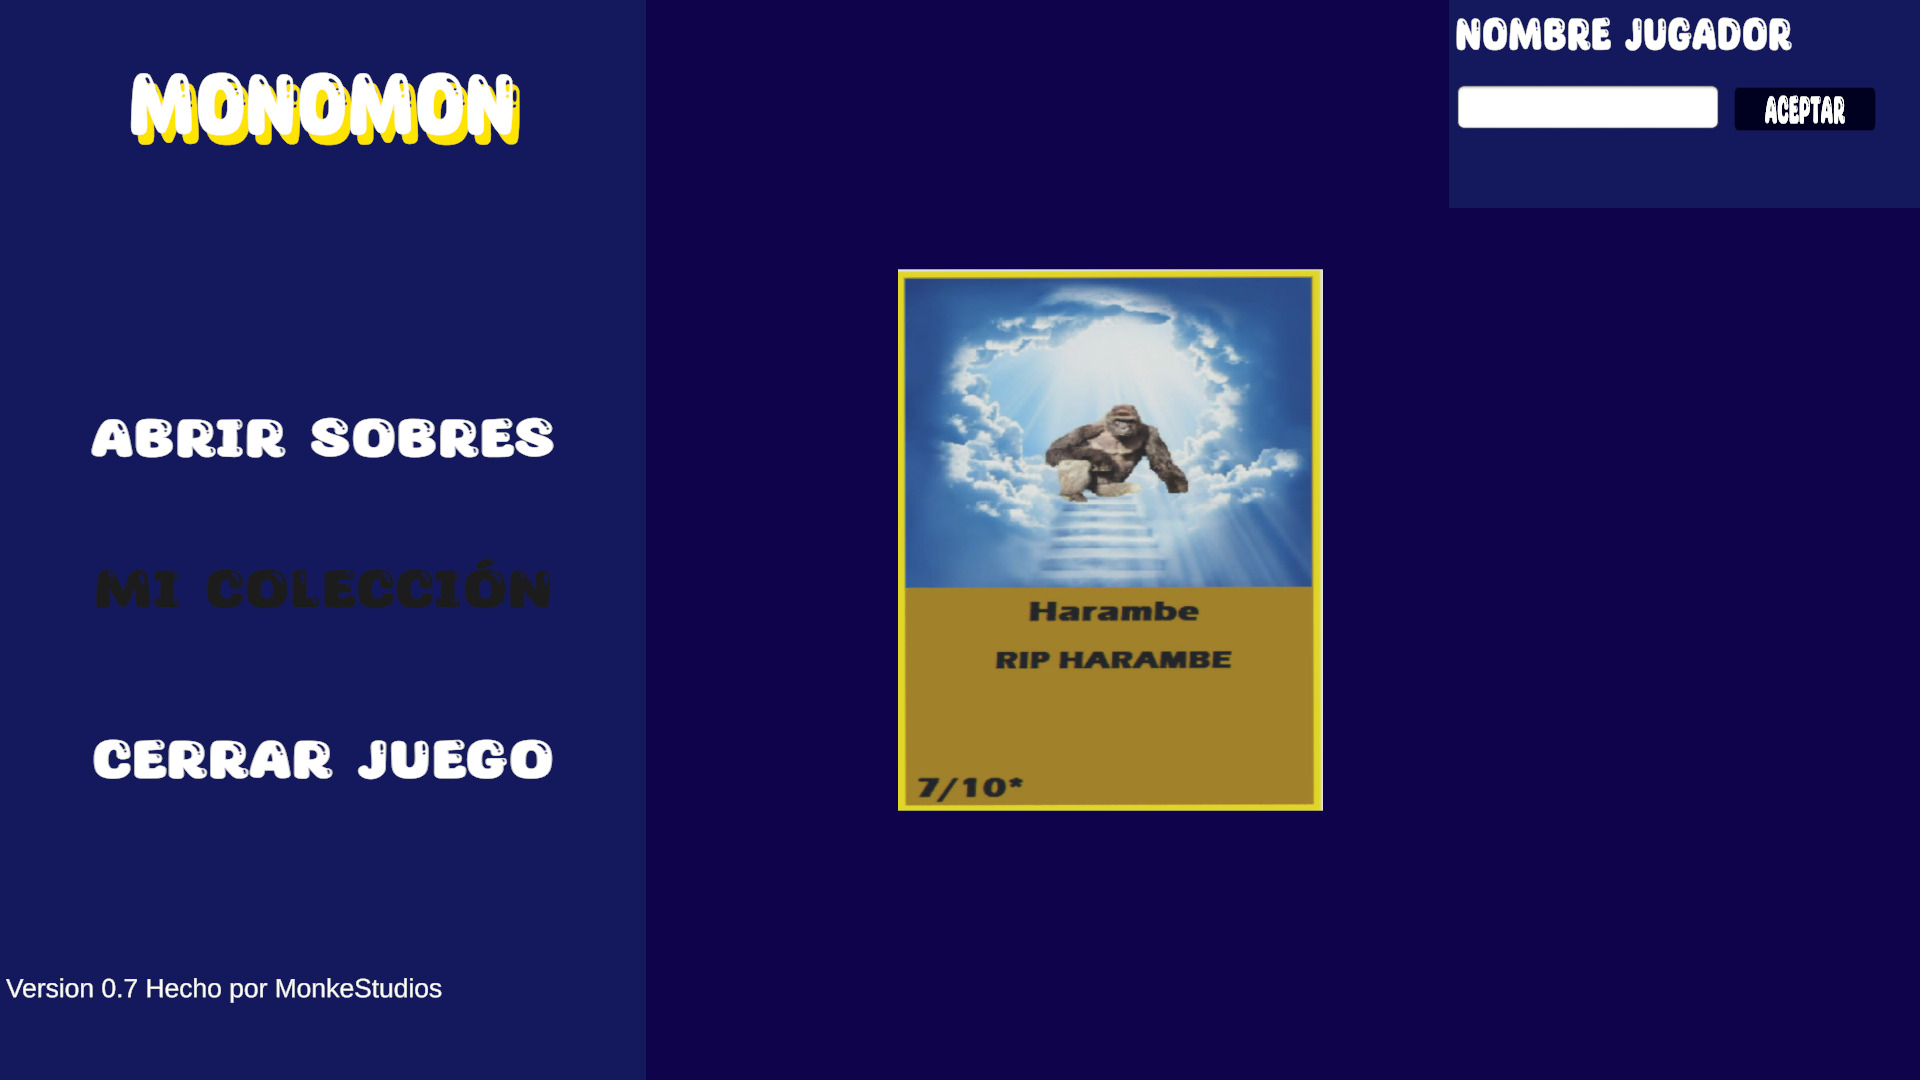 MONOMON
ABRIR SOBRES
MI COLECCIÓN
CERRAR JUEGO
Version 0.7 Hecho por MonkeStudios
Harambe
RIP HARAMBE
7/10*
NOMBRE JUGADOR
ACEPTAR